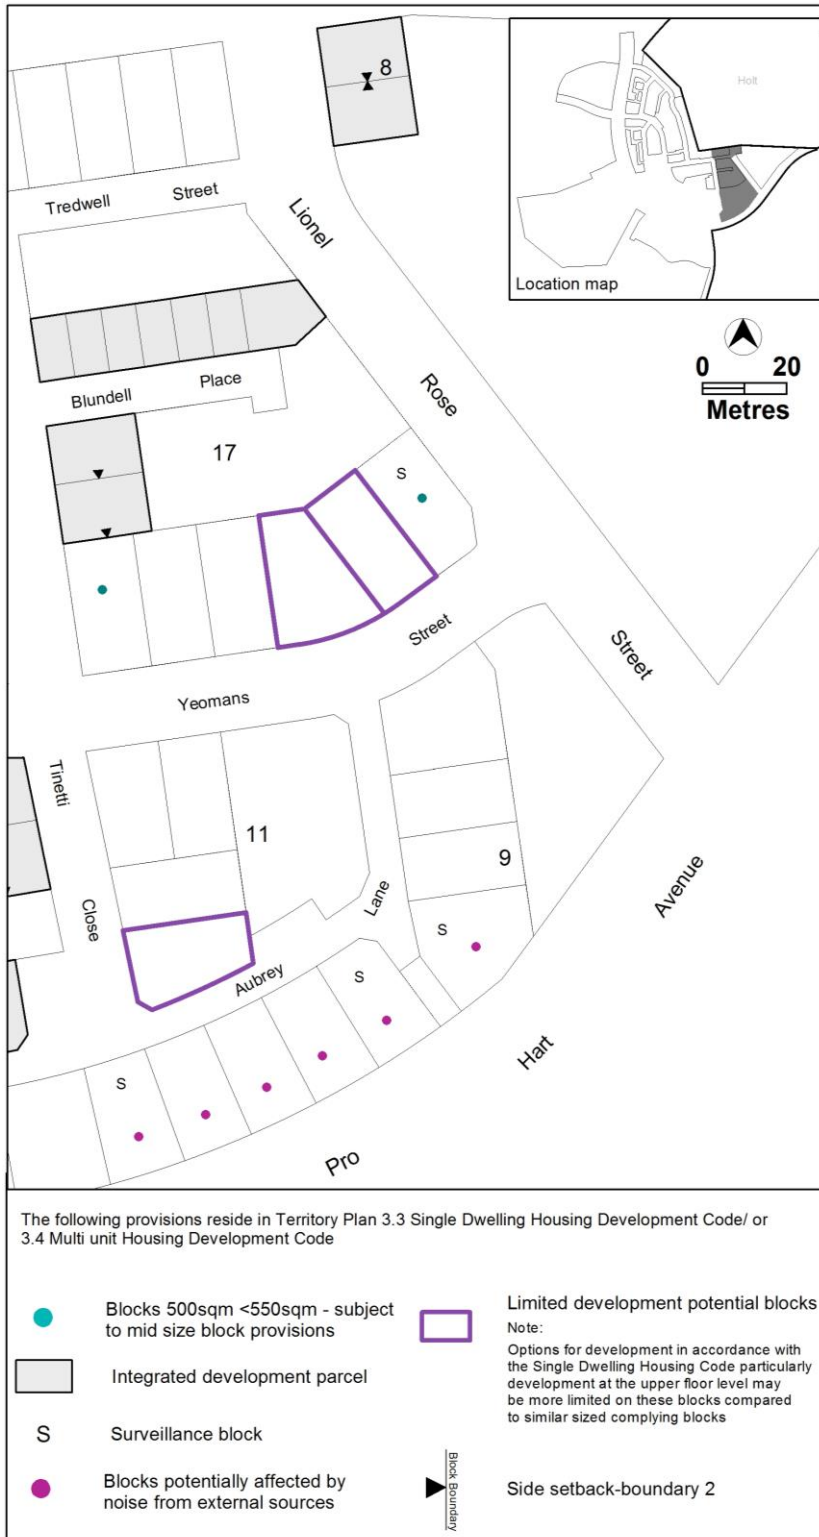 8
Holt
Location map
Tredwell Street
Lionel
Rose
Street
0 20
Metres
Blundell Place
17
S
Street
Yeomans
Tinetti
Close
11
9
Lane
Avenue
S
Aubrey
S
Hart
S
Pro
The following provisions reside in Territory Plan 3.3 Single Dwelling Housing Development Code/ or
3.4 Multi unit Housing Development Code
Blocks 500sqm <550sqm - subject
to mid size block provisions
Integrated development parcel
S Surveillance block
Blocks potentially affected by
noise from external sources
Limited development potential blocks
Note:
Options for development in accordance with
the Single Dwelling Housing Code particularly
development at the upper floor level may
be more limited on these blocks compared
to similar sized complying blocks
Block Boundary
Side setback-boundary 2